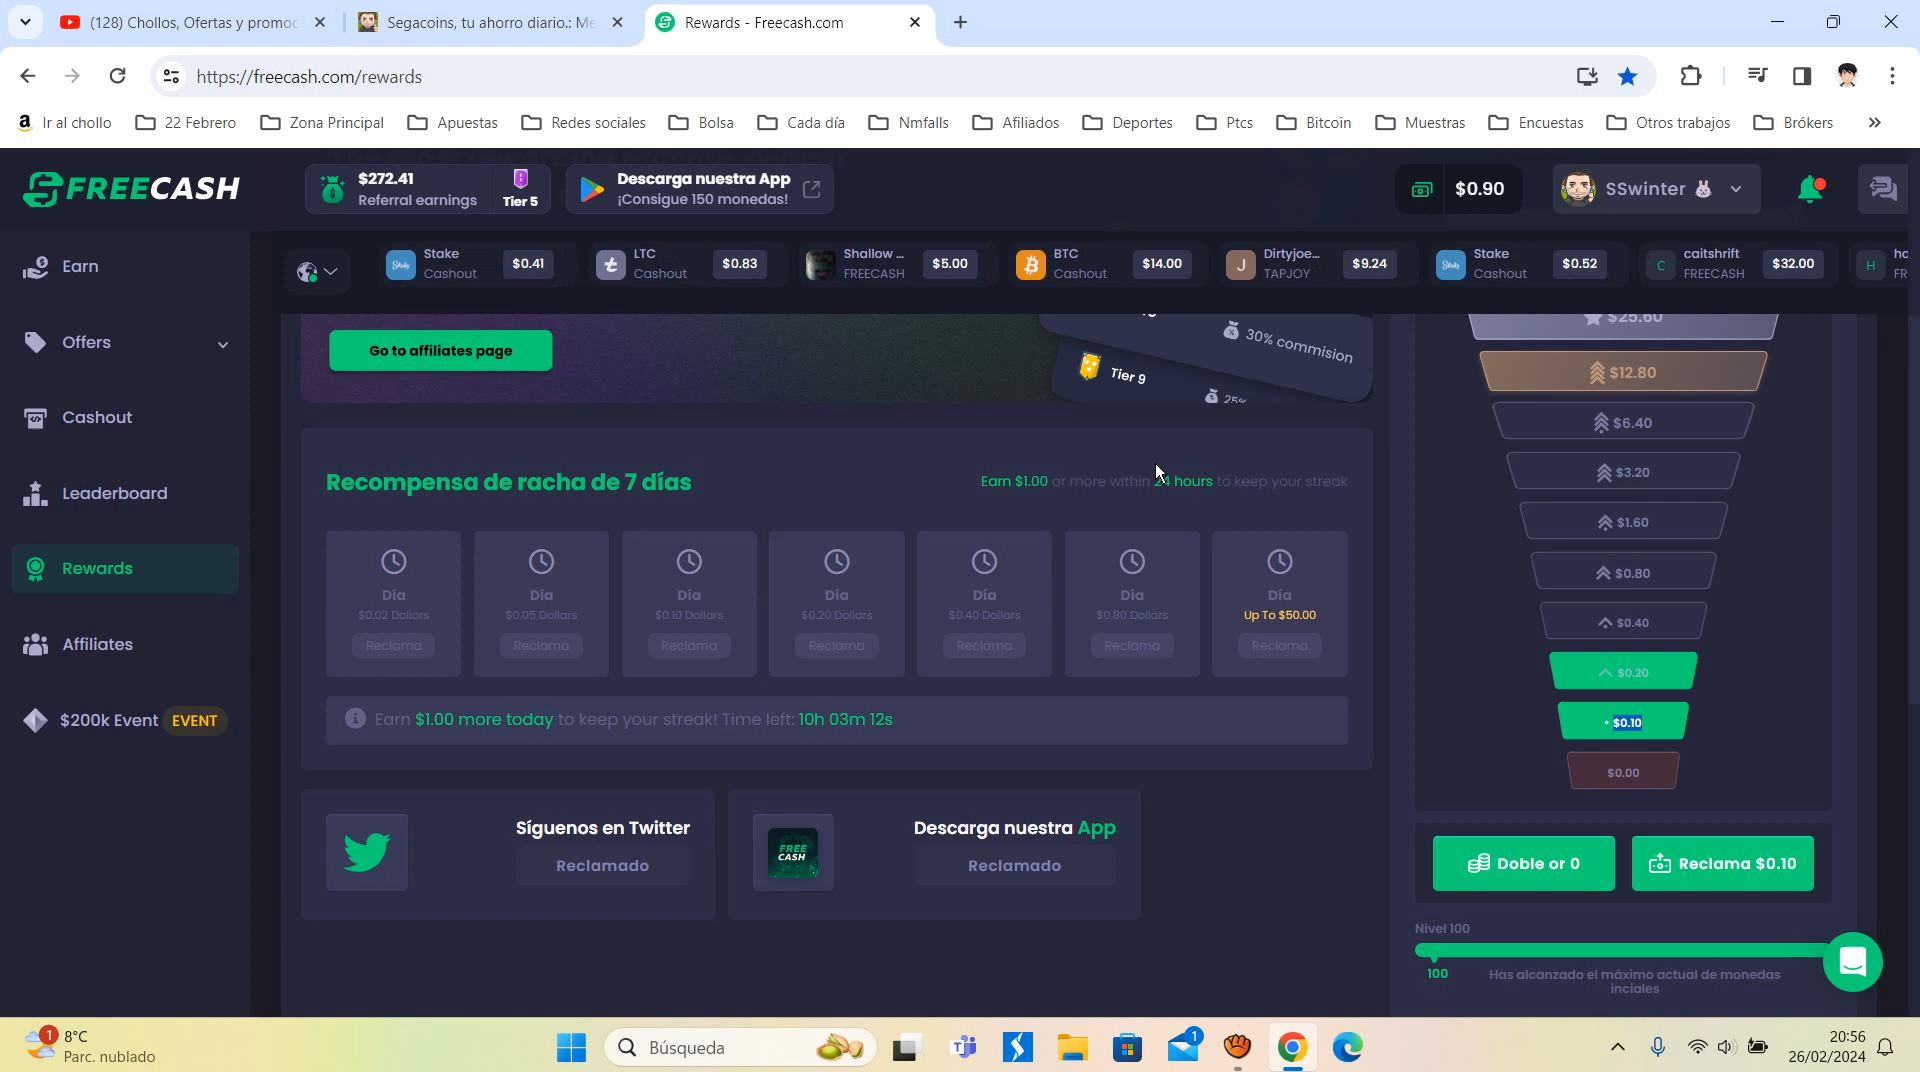 (128) Chollos, Ofertas y promoc
Segacoins, tu ahorro diario.: Me
Rewards - Freecash.com
https://freecash.com/rewards
Ir al chollo
22 Febrero
Zona Principal
Apuestas
Redes sociales
Bolsa
Cada día
Nmfalls
Afiliados
Deportes
Ptcs
Bitcoin
Muestras
Encuestas
Otros trabajos
Brókers
»
FREECASH
$272.41
Referral earnings
Tier 5
Descarga nuestra App
¡Consigue 150 monedas!
$0.90
SSwinter
Stake
Cashout
$0.41
LTC
Cashout
$0.83
Shallow ...
FREECASH
$5.00
BTC
Cashout
$14.00
J
Dirtyjoe...
TAPJOY
$9.24
Stake
Cashout
$0.52
C
caitshrift
FREECASH
$32.00
H
ho
FR
Earn
Offers
Cashout
Leaderboard
Rewards
Affiliates
$200k Event EVENT
Go to affiliates page
30% commision
Tier 9
25%
Recompensa de racha de 7 días
Earn $1.00 or more within 24 hours to keep your streak
Día
$0.02 Dollars
Reclama
Día
$0.05 Dollars
Reclama
Día
$0.10 Dollars
Reclama
Día
$0.20 Dollars
Reclama
Día
$0.40 Dollars
Reclama
Día
$0.80 Dollars
Reclama
Día
Up To $50.00
Reclama
Earn $1.00 more today to keep your streak! Time left: 10h 03m 12s
Síguenos en Twitter
Reclamado
FREE
CASH
Descarga nuestra App
Reclamado
$25.60
$12.80
$6.40
$3.20
$1.60
$0.80
$0.40
$0.20
$0.10
$0.00
Doble or 0
Reclama $0.10
Nivel 100
100
Has alcanzado el máximo actual de monedas
inciales
1
8°C
Parc. nublado
Búsqueda
1
20:56
26/02/2024